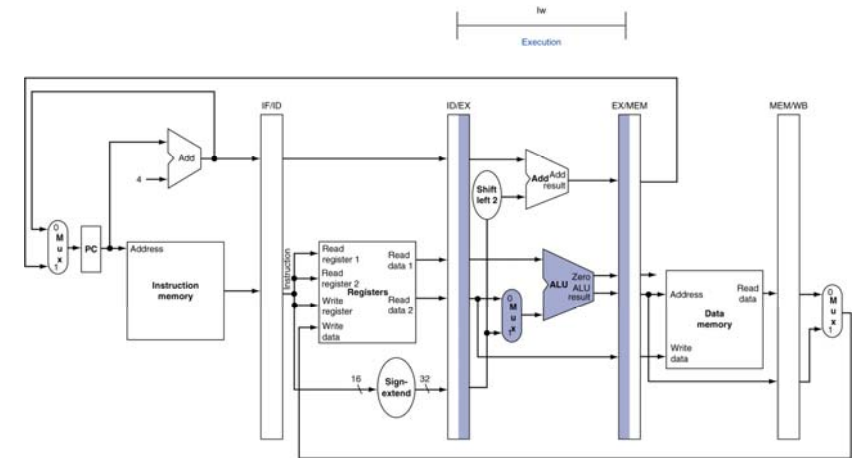 lw
Execution
IF/ID
ID/EX
EX/MEM
MEM/WB
Add
4
Shift
left 2
Add Add
result
0
M
u
x
1
PC
Address
Instruction
memory
Instruction
Read
register 1
Read
register 2
Write
register
Write
data
Registers
Read
data 1
Read
data 2
16
Sign-
extend
32
0
M
u
x
1
ALU
Zero
ALU
result
Address
Read
data
Data
memory
Write
data
0
M
u
x
1